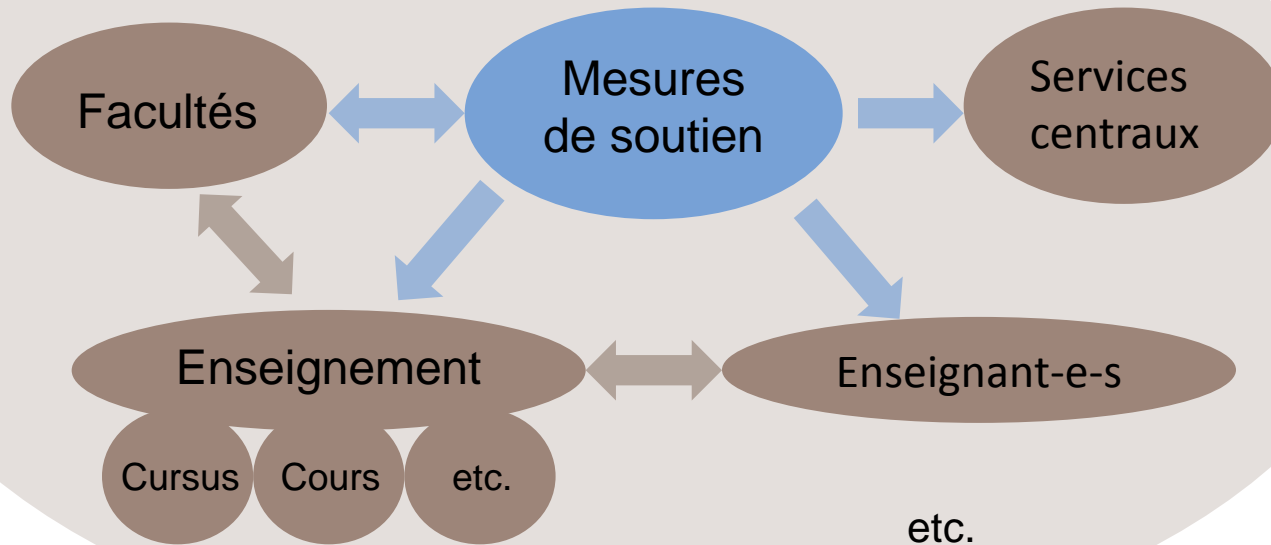 Facultés
Mesures
de soutien
Services
centraux
Enseignement
Enseignant-e-s
Cursus
Cours
etc.
etc.